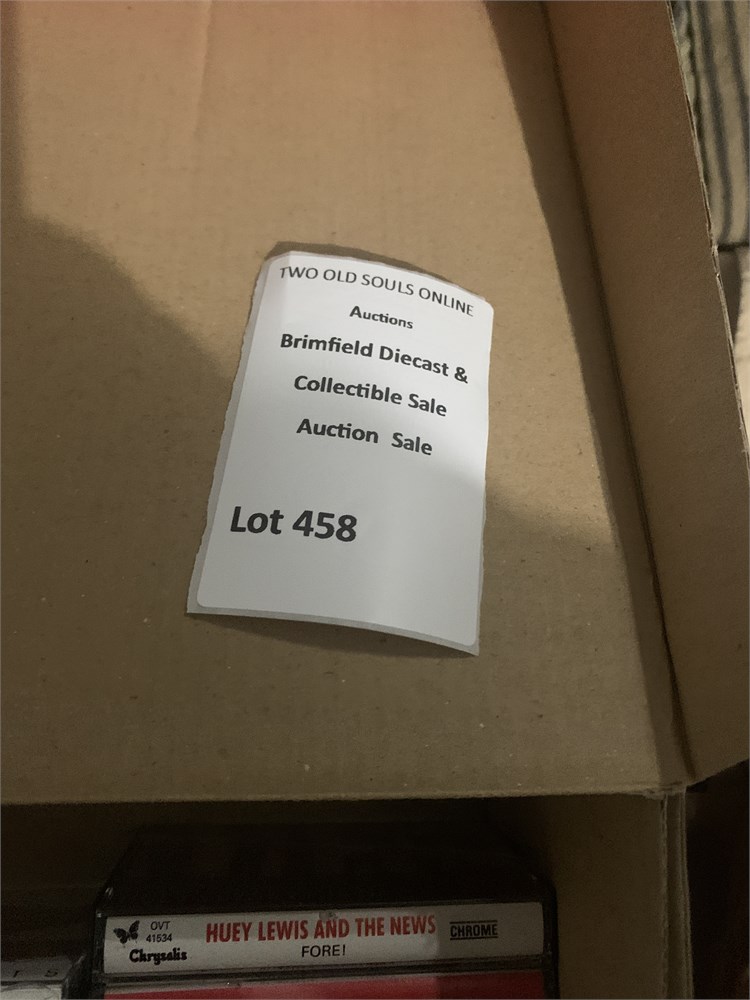 TWO OLD SOULS ONLINE
Auctions
Brimfield Diecast &
Collectible Sale
Auction Sale
Lot 458
OVT
41534
Chrysalis
HUEY LEWIS AND THE NEWS
FORE!
CHROME